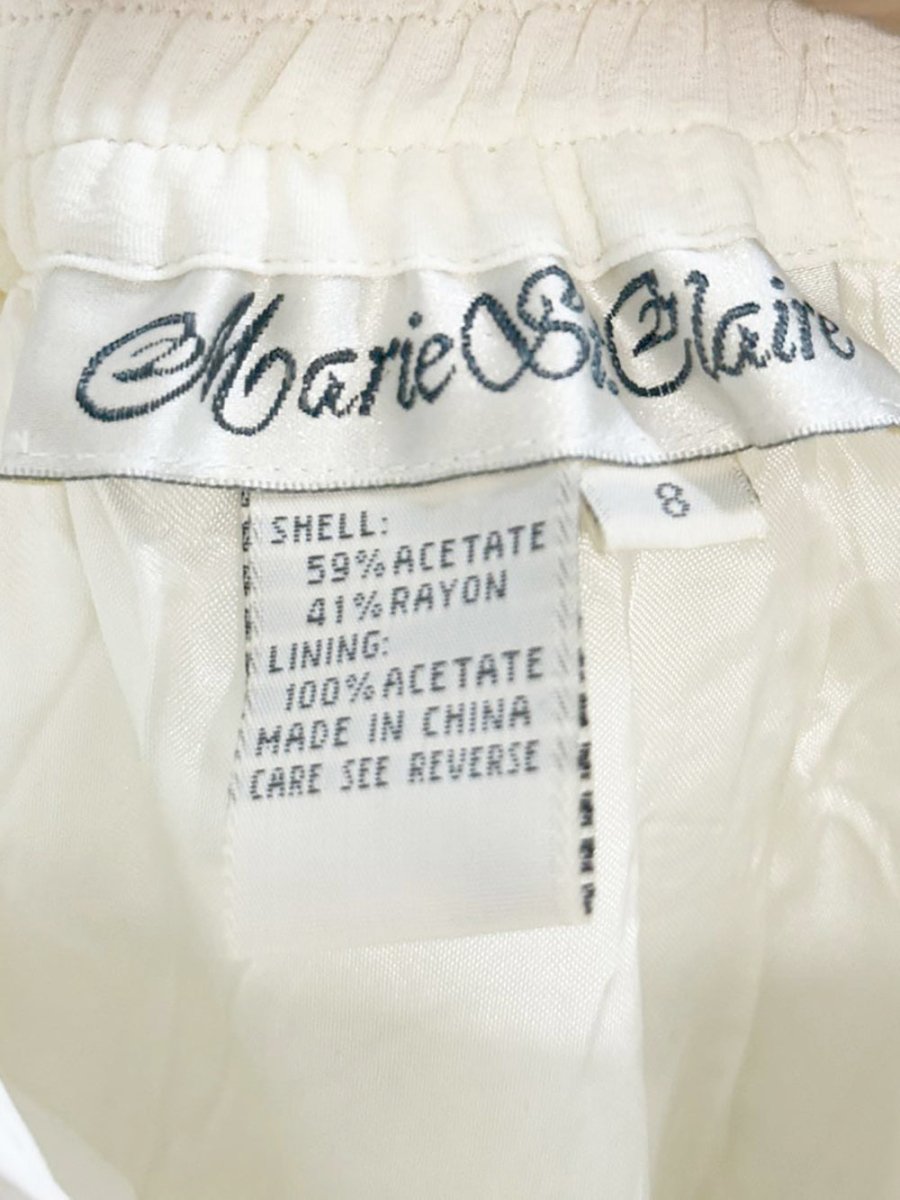 Marie St. Claire
8
SHELL:
59% ACETATE
41% RAYON
LINING:
100% ACETATE
MADE IN CHINA
CARE SEE REVERSE